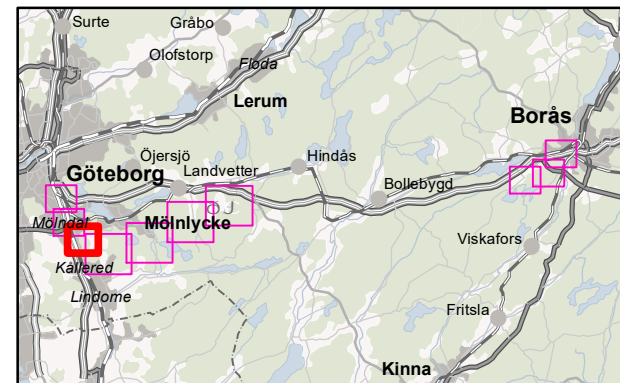 Surte
Gråbo
Olofstorp
Floda
Lerum
Borås
Öjersjö
Göteborg
Landvetter
Hindås
Bollebygd
Ö J
Mölndal
Mölnlycke
Viskafors
Kållered
Lindome
Fritsla
Kinna